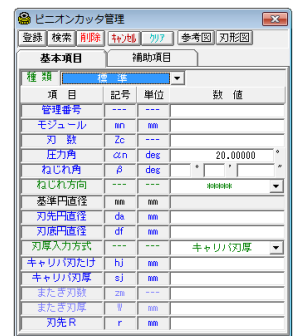 ピニオンカッタ管理
登録 検索 削除 ｷｬﾝｾﾙ クリア 参考図 刃形図
基本項目 補助項目
種 類 標 準
項 目 記号 単位 数 値
管理番号 --- ---
モジュール mn mm
刃 数 Zc ---
圧力角 αn deg 20.00000 °
ねじれ角 β deg ° ' "
ねじれ方向 --- --- *****
基準円直径 mm mm
刃先円直径 da mm
刃底円直径 df mm
刃厚入力方式 --- --- キャリパ刃厚
キャリパ刃たけ hj mm
キャリパ刃厚 sj mm
またぎ刃数 zm ---
またぎ刃厚 W mm
刃先R r mm